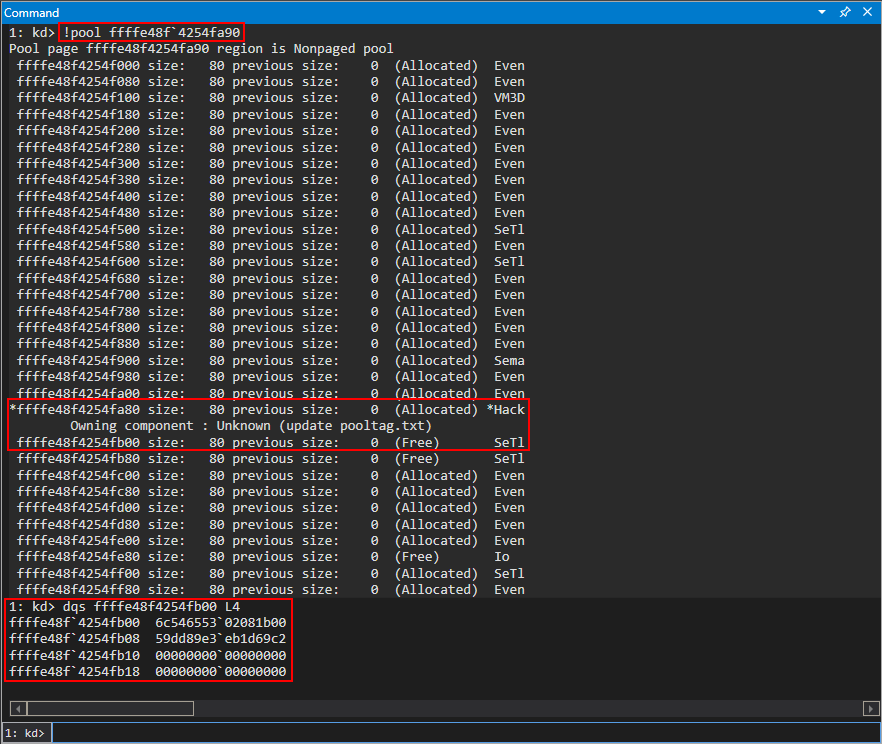 Command
1: kd> !pool ffffe48f`4254fa90
Pool page ffffe48f4254fa90 region is Nonpaged pool
ffffe48f4254f000 size:   80 previous size:    0  (Allocated)  Even
ffffe48f4254f080 size:   80 previous size:    0  (Allocated)  Even
ffffe48f4254f100 size:   80 previous size:    0  (Allocated)  VM3D
ffffe48f4254f180 size:   80 previous size:    0  (Allocated)  Even
ffffe48f4254f200 size:   80 previous size:    0  (Allocated)  Even
ffffe48f4254f280 size:   80 previous size:    0  (Allocated)  Even
ffffe48f4254f300 size:   80 previous size:    0  (Allocated)  Even
ffffe48f4254f380 size:   80 previous size:    0  (Allocated)  Even
ffffe48f4254f400 size:   80 previous size:    0  (Allocated)  Even
ffffe48f4254f480 size:   80 previous size:    0  (Allocated)  Even
ffffe48f4254f500 size:   80 previous size:    0  (Allocated)  SeTl
ffffe48f4254f580 size:   80 previous size:    0  (Allocated)  Even
ffffe48f4254f600 size:   80 previous size:    0  (Allocated)  SeTl
ffffe48f4254f680 size:   80 previous size:    0  (Allocated)  Even
ffffe48f4254f700 size:   80 previous size:    0  (Allocated)  Even
ffffe48f4254f780 size:   80 previous size:    0  (Allocated)  Even
ffffe48f4254f800 size:   80 previous size:    0  (Allocated)  Even
ffffe48f4254f880 size:   80 previous size:    0  (Allocated)  Even
ffffe48f4254f900 size:   80 previous size:    0  (Allocated)  Sema
ffffe48f4254f980 size:   80 previous size:    0  (Allocated)  Even
ffffe48f4254fa00 size:   80 previous size:    0  (Allocated)  Even
*ffffe48f4254fa80 size:   80 previous size:    0  (Allocated) *Hack
Owning component : Unknown (update pooltag.txt)
ffffe48f4254fb00 size:   80 previous size:    0  (Free)       SeTl
ffffe48f4254fb80 size:   80 previous size:    0  (Free)       SeTl
ffffe48f4254fc00 size:   80 previous size:    0  (Allocated)  Even
ffffe48f4254fc80 size:   80 previous size:    0  (Allocated)  Even
ffffe48f4254fd00 size:   80 previous size:    0  (Allocated)  Even
ffffe48f4254fd80 size:   80 previous size:    0  (Allocated)  Even
ffffe48f4254fe00 size:   80 previous size:    0  (Allocated)  Even
ffffe48f4254fe80 size:   80 previous size:    0  (Free)       Io
ffffe48f4254ff00 size:   80 previous size:    0  (Allocated)  SeTl
ffffe48f4254ff80 size:   80 previous size:    0  (Allocated)  Even
1: kd> dqs ffffe48f4254fb00 L4
ffffe48f`4254fb00  6c546553`02081b00
ffffe48f`4254fb08  59dd89e3`eb1d69c2
ffffe48f`4254fb10  00000000`00000000
ffffe48f`4254fb18  00000000`00000000
1: kd>